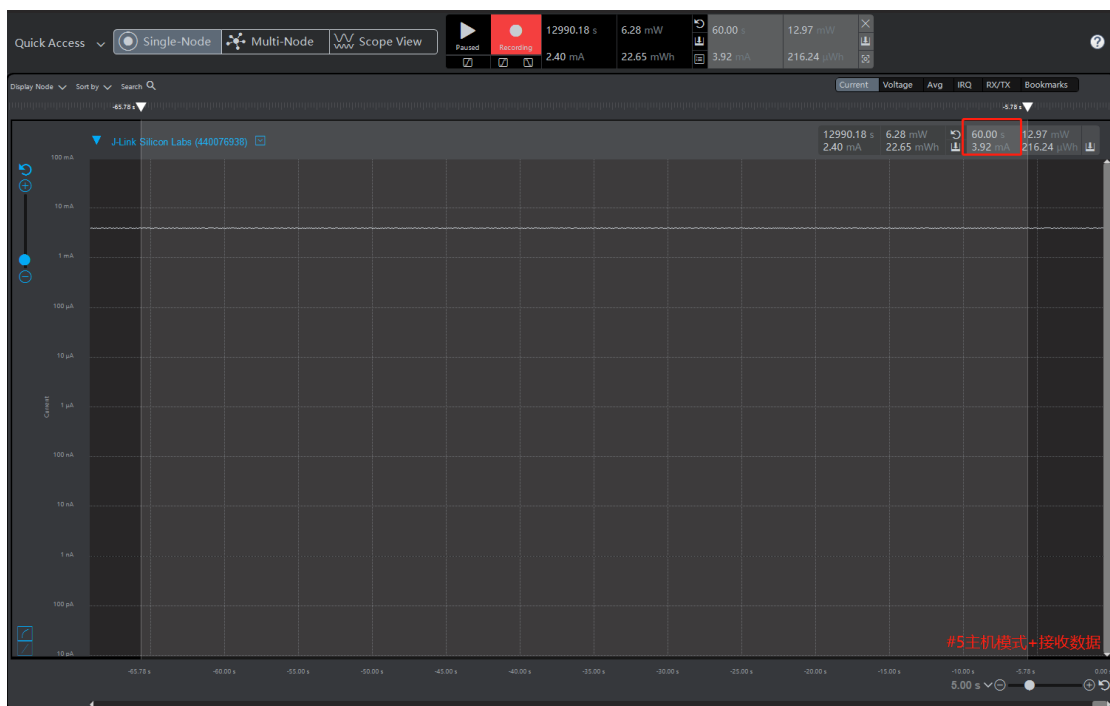 Quick Access Single-Node Multi-Node Scope View
Paused Recording
12990.18 s 6.28 mW 60.00 s 12.97 mW
2.40 mA 22.65 mWh 3.92 mA 216.24 µWh
Display Node Sort by Search
Current Voltage Avg IRQ RX/TX Bookmarks
-65.78 s -5.78 s
J-Link Silicon Labs (440076938)
12990.18 s 6.28 mW 60.00 s 12.97 mW
2.40 mA 22.65 mWh 3.92 mA 216.24 µWh
100 mA
10 mA
1 mA
100 µA
10 µA
1 µA
Current
100 nA
10 nA
1 nA
100 pA
10 pA
#5主机模式+接收数据
-65.78 s -60.00 s -55.00 s -50.00 s -45.00 s -40.00 s -35.00 s -30.00 s -25.00 s -20.00 s -15.00 s -10.00 s -5.78 s 0.00
5.00 s